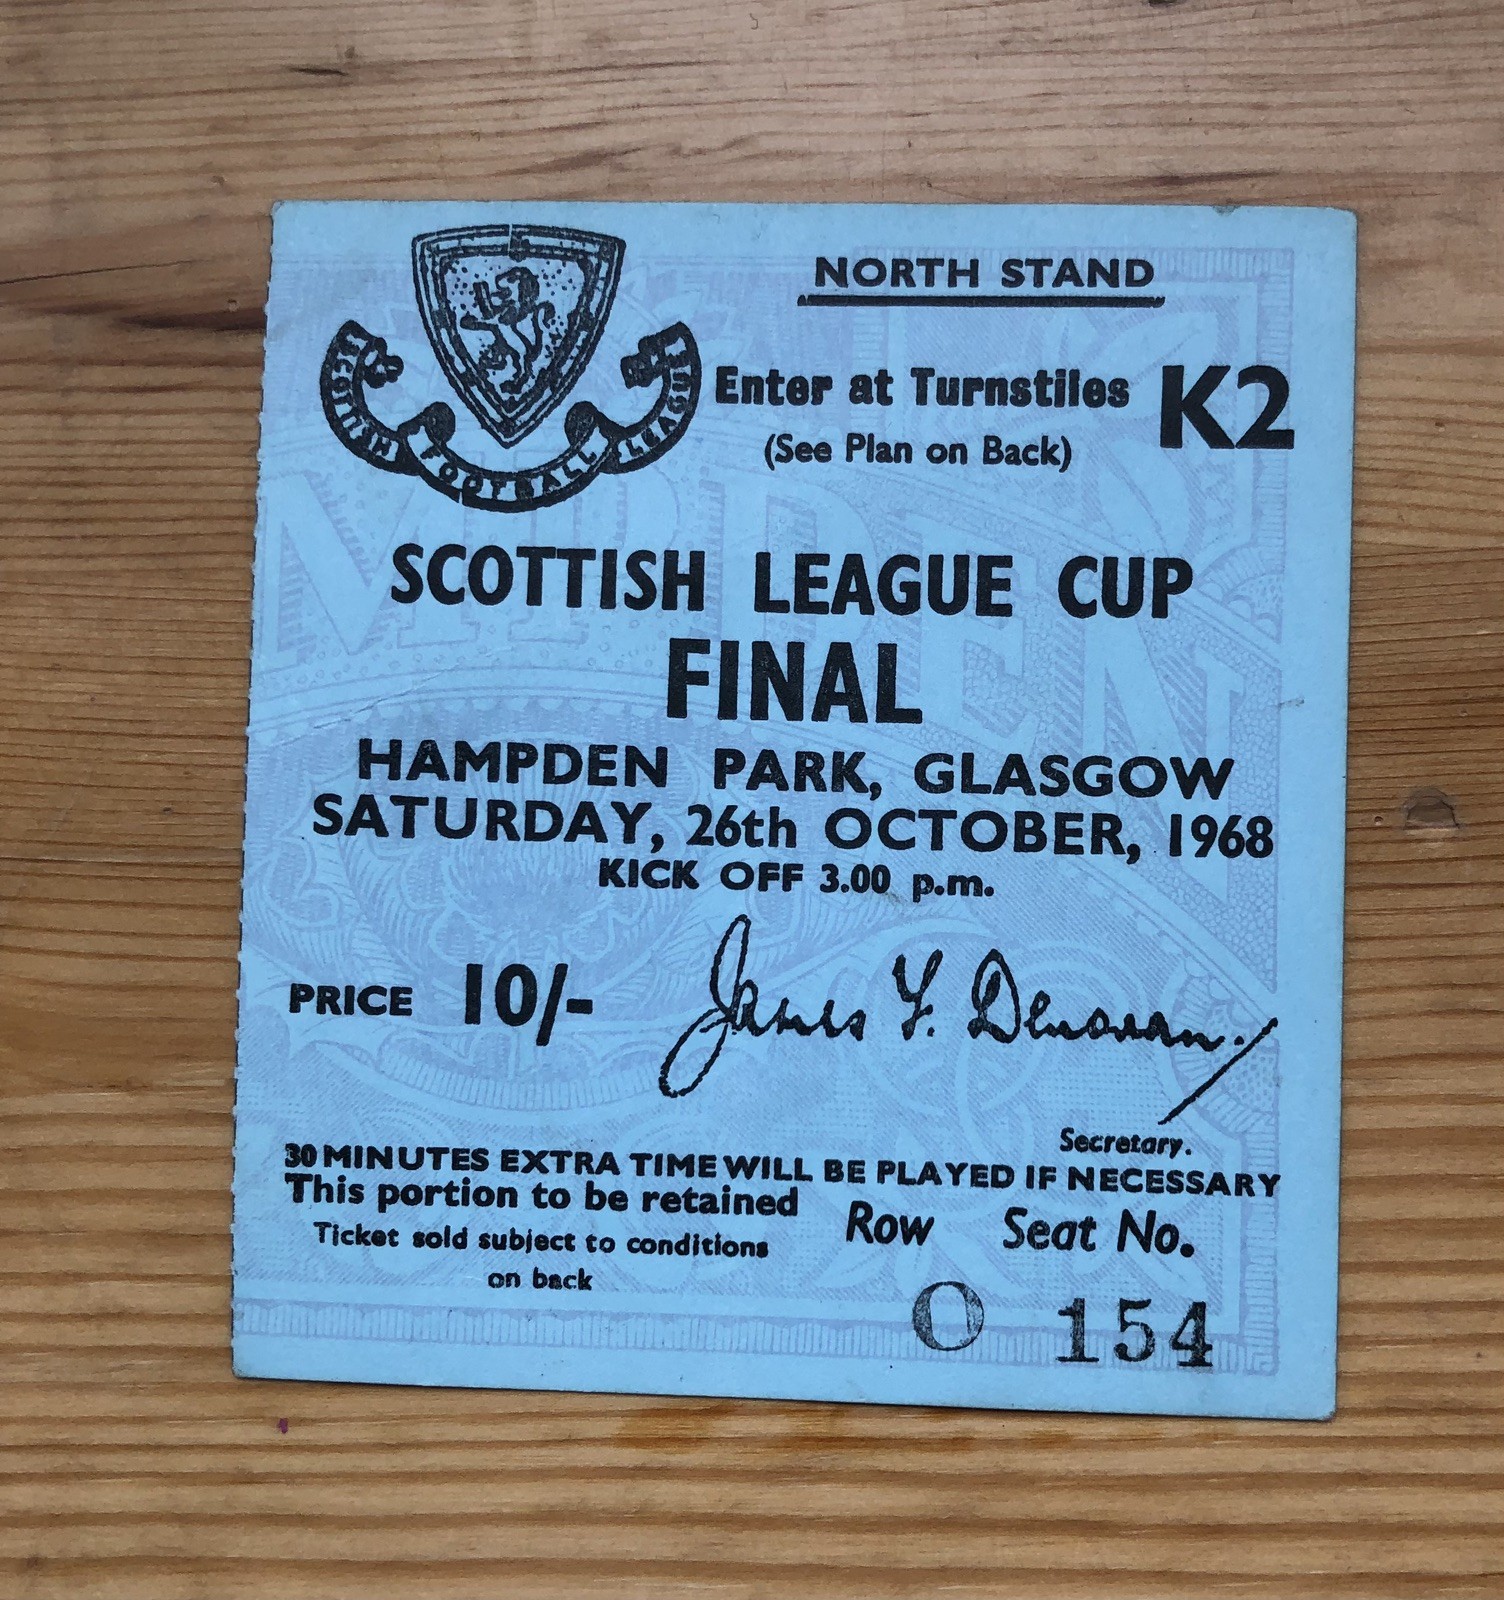 SCOTTISH FOOTBALL LEAGUE
NORTH STAND
Enter at Turnstiles K2
(See Plan on Back)
SCOTTISH LEAGUE CUP
FINAL
HAMPDEN PARK, GLASGOW
SATURDAY, 26th OCTOBER, 1968
KICK OFF 3.00 p.m.
PRICE 10/-
James F. Denovan.
Secretary.
30 MINUTES EXTRA TIME WILL BE PLAYED IF NECESSARY
This portion to be retained
Ticket sold subject to conditions
on back
Row Seat No.
O 154